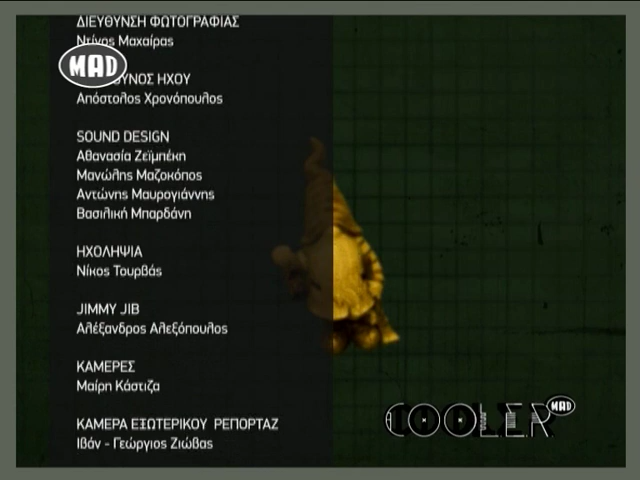 ΔΙΕΥΘΥΝΣΗ ΦΩΤΟΓΡΑΦΙΑΣ
Ντίνος Μαχαίρας
MAD
ΥΝΟΣ ΗΧΟΥ
Απόστολος Χρονόπουλος
SOUND DESIGN
Αθανασία Ζεϊμπέκη
Μανώλης Μαζοκόπος
Αντώνης Μαυρογιάννης
Βασιλική Μπαρδάνη
ΗΧΟΛΗΨΙΑ
Νίκος Τουρβάς
JIMMY JIB
Αλέξανδρος Αλεξόπουλος
ΚΑΜΕΡΕΣ
Μαίρη Κάστιζα
ΚΑΜΕΡΑ ΕΞΩΤΕΡΙΚΟΥ ΡΕΠΟΡΤΑΖ
Ιβάν - Γεώργιος Ζιώβας
COOLER MAD